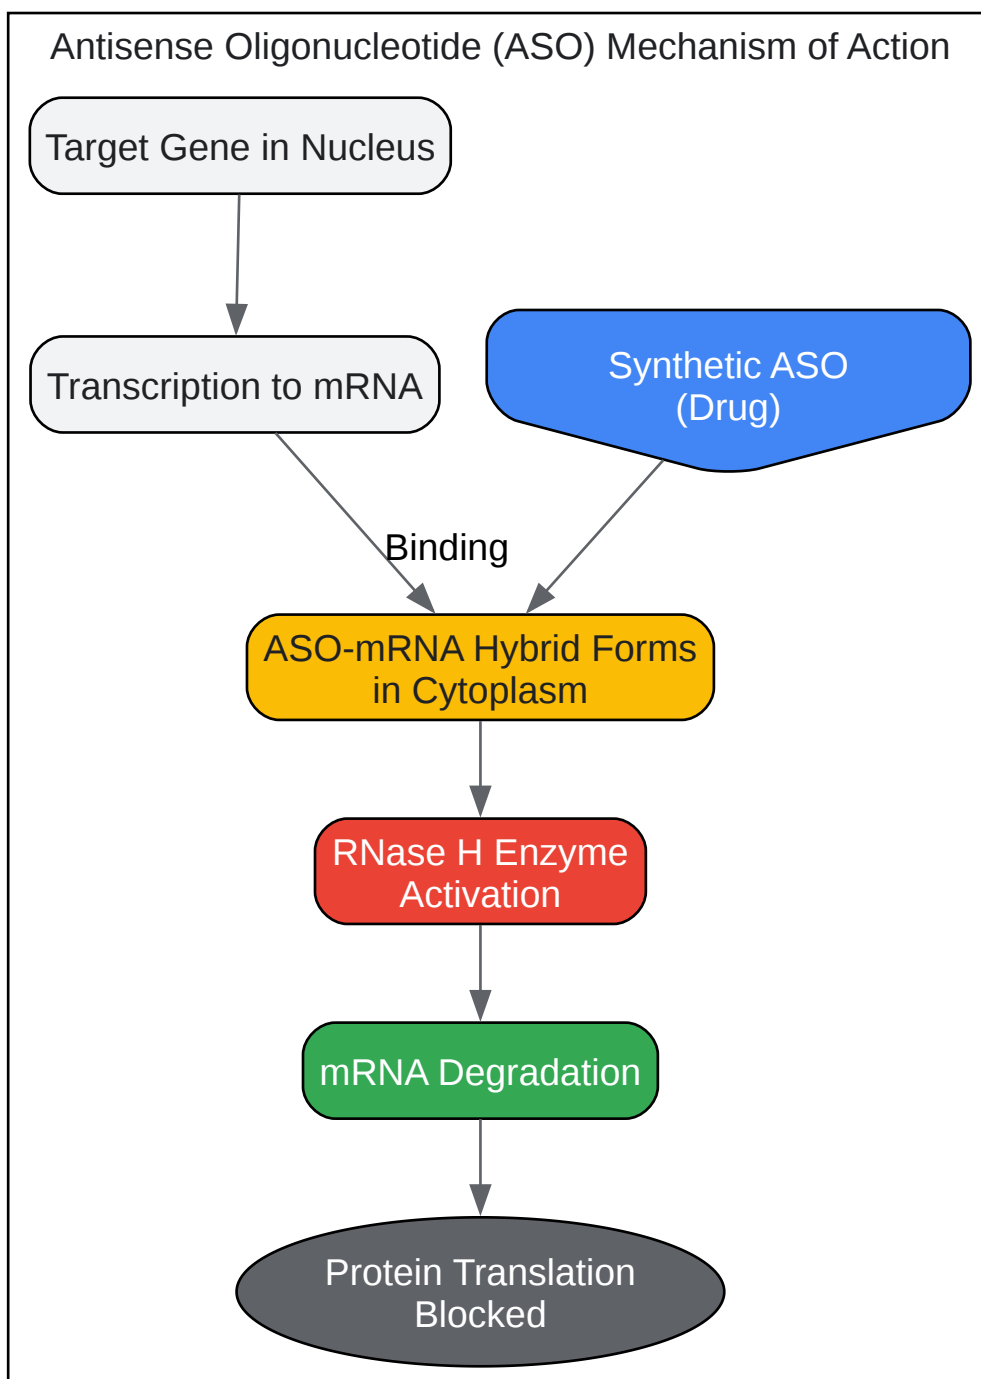 Antisense Oligonucleotide (ASO) Mechanism of Action
Target Gene in Nucleus
Transcription to mRNA
Synthetic ASO
(Drug)
Binding
ASO-mRNA Hybrid Forms
in Cytoplasm
RNase H Enzyme
Activation
mRNA Degradation
Protein Translation
Blocked